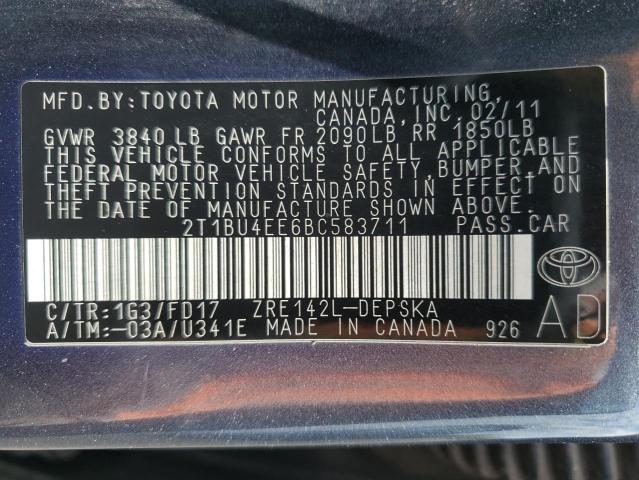 MFD. BY: TOYOTA MOTOR MANUFACTURING,
CANADA, INC. 02/11
GVWR 3840 LB GAWR FR 2090LB, RR 1850LB
THIS VEHICLE CONFORMS TO ALL APPLICABLE
FEDERAL MOTOR VEHICLE SAFETY, BUMPER, AND
THEFT PREVENTION STANDARDS IN EFFECT ON
THE DATE OF MANUFACTURE SHOWN ABOVE.
2T1BU4EE6BC583711 PASS. CAR
C/TR: 1G3/FD17 ZRE142L-DEPSKA
A/TM: -03A/U341E MADE IN CANADA 926
AD